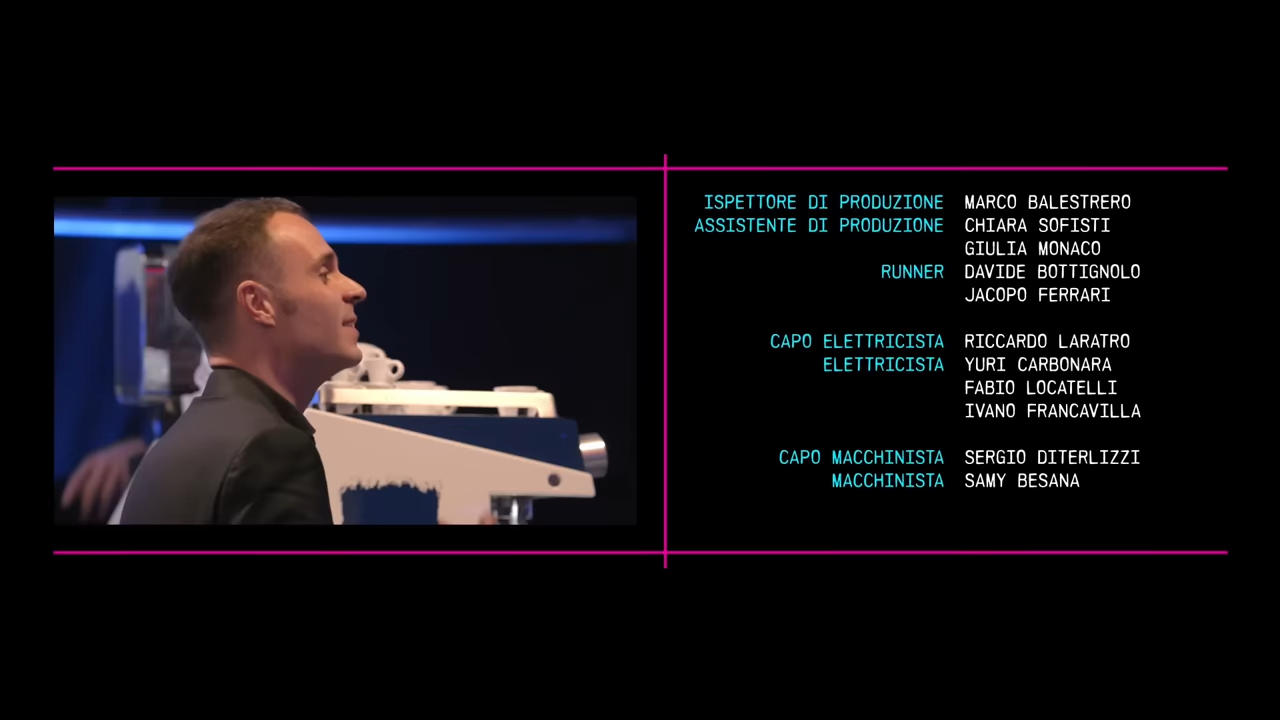 ISPETTORE DI PRODUZIONE MARCO BALESTRERO
ASSISTENTE DI PRODUZIONE CHIARA SOFISTI
GIULIA MONACO
RUNNER DAVIDE BOTTIGNOLO
JACOPO FERRARI
CAPO ELETTRICISTA RICCARDO LARATRO
ELETTRICISTA YURI CARBONARA
FABIO LOCATELLI
IVANO FRANCAVILLA
CAPO MACCHINISTA SERGIO DITERLIZZI
MACCHINISTA SAMY BESANA